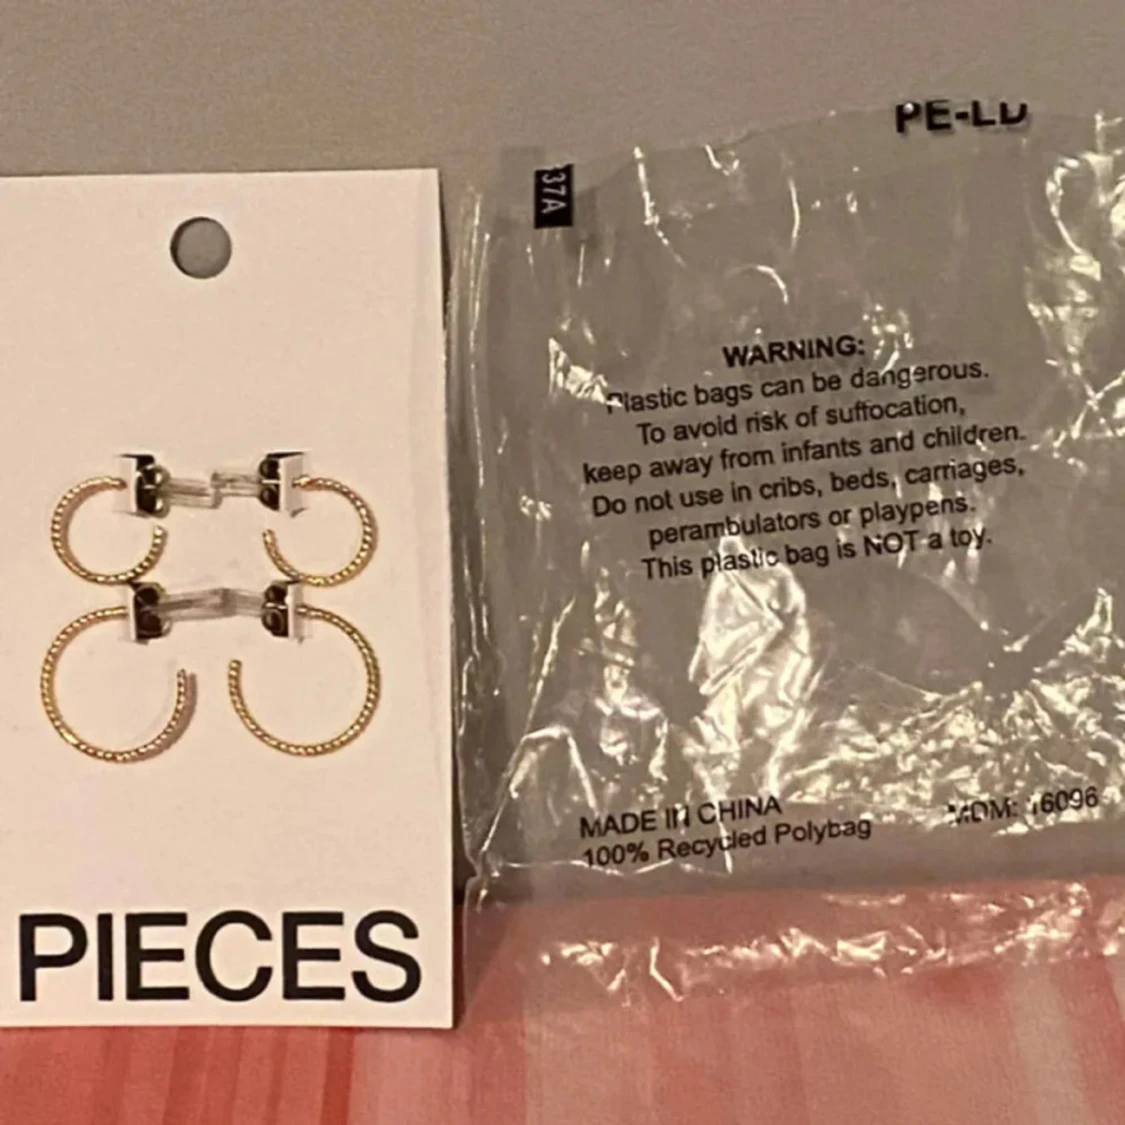 PIECES
PE-LD
37A
WARNING:
Plastic bags can be dangerous.
To avoid risk of suffocation,
keep away from infants and children.
Do not use in cribs, beds, carriages,
perambulators or playpens.
This plastic bag is NOT a toy.
MADE IN CHINA
100% Recycled Polybag